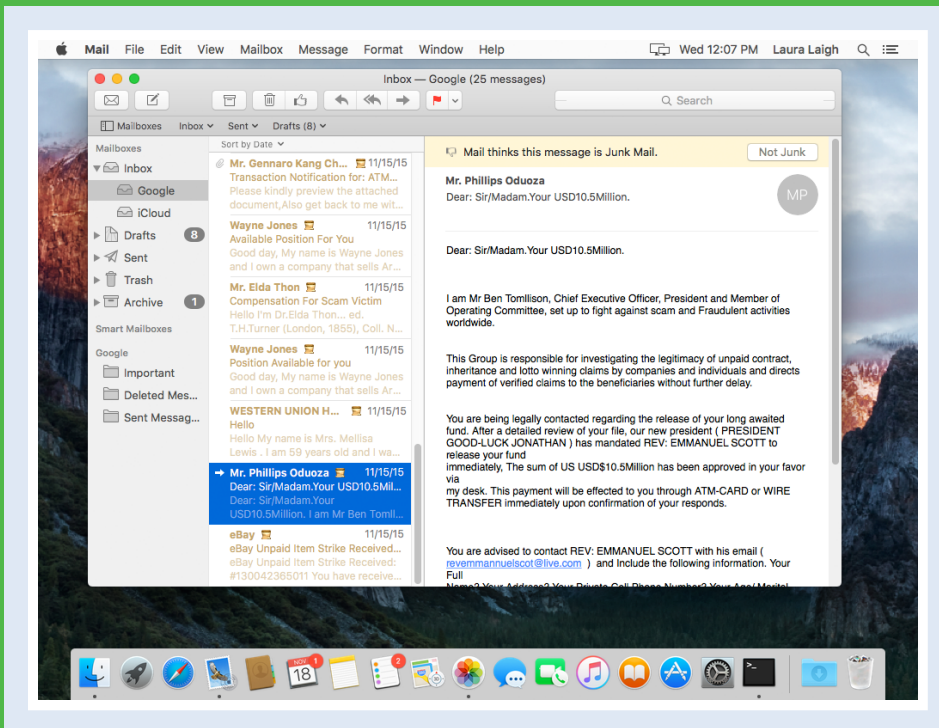 Mail File Edit View Mailbox Message Format Window Help Wed 12:07 PM Laura Laigh
Inbox — Google (25 messages)
Search
Mailboxes Inbox Sent Drafts (8)
Mailboxes
Inbox
Google
iCloud
Drafts 8
Sent
Trash
Archive 1
Smart Mailboxes
Google
Important
Deleted Mes...
Sent Messag...
Sort by Date
Mr. Gennaro Kang Ch... 11/15/15
Transaction Notification for: ATM...
Please kindly preview the attached
document,Also get back to me wit...
Wayne Jones 11/15/15
Available Position For You
Good day, My name is Wayne Jones
and I own a company that sells Ar...
Mr. Elda Thon 11/15/15
Compensation For Scam Victim
Hello I'm Dr.Elda Thon... ed.
T.H.Turner (London, 1855), Coll. N...
Wayne Jones 11/15/15
Position Available for you
Good day, My name is Wayne Jones
and I own a company that sells Ar...
WESTERN UNION H... 11/15/15
Hello
Hello My name is Mrs. Mellisa
Lewis . I am 59 years old and I wa...
Mr. Phillips Oduoza 11/15/15
Dear: Sir/Madam.Your USD10.5Mil...
Dear: Sir/Madam.Your
USD10.5Million. I am Mr Ben Tomll...
eBay 11/15/15
eBay Unpaid Item Strike Received...
eBay Unpaid Item Strike Received:
#130042365011 You have receive...
Mail thinks this message is Junk Mail. Not Junk
Mr. Phillips Oduoza
Dear: Sir/Madam.Your USD10.5Million.
MP
Dear: Sir/Madam.Your USD10.5Million.
I am Mr Ben Tomllison, Chief Executive Officer, President and Member of
Operating Committee, set up to fight against scam and Fraudulent activities
worldwide.
This Group is responsible for investigating the legitimacy of unpaid contract,
inheritance and lotto winning claims by companies and individuals and directs
payment of verified claims to the beneficiaries without further delay.
You are being legally contacted regarding the release of your long awaited
fund. After a detailed review of your file, our new president ( PRESIDENT
GOOD-LUCK JONATHAN ) has mandated REV: EMMANUEL SCOTT to
release your fund
immediately, The sum of US USD$10.5Million has been approved in your favor
via
my desk. This payment will be effected to you through ATM-CARD or WIRE
TRANSFER immediately upon confirmation of your responds.
You are advised to contact REV: EMMANUEL SCOTT with his email (
revemmannuelscot@live.com ) and Include the following information. Your
Full
Name? Your Address? Your Private Cell Phone Number? Your Age/ Marital
NOV
18
1
2